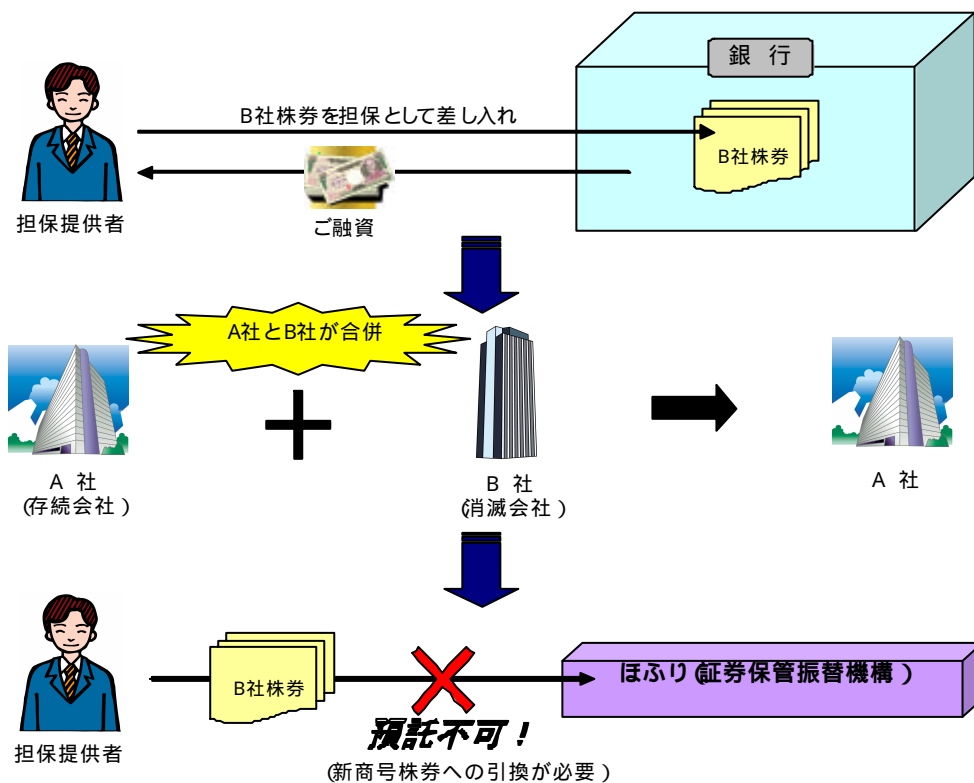 銀 行
B社株券を担保として差し入れ
B社株券
担保提供者
ご融資
A社とB社が合併
A 社
(存続会社)
B 社
(消滅会社)
A 社
B社株券
ほふり(証券保管振替機構)
担保提供者
預託不可!
(新商号株券への引換が必要)